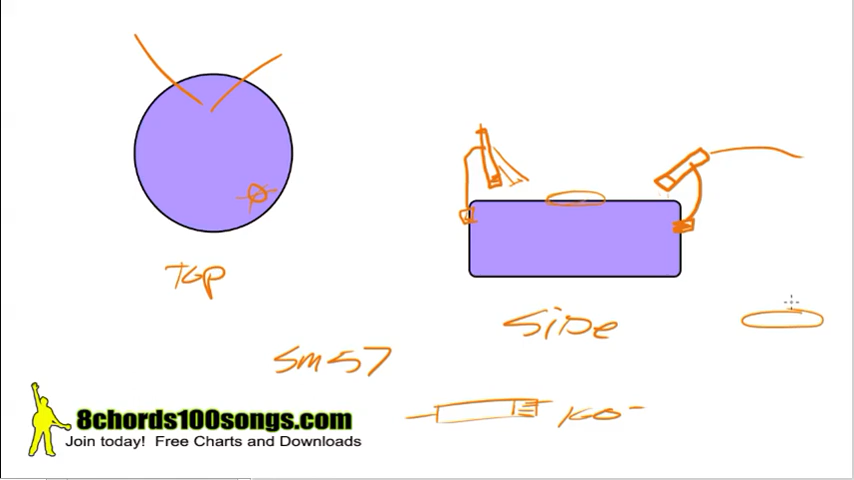 Top
Side
SM57
8chords100songs.com
Join today! Free Charts and Downloads